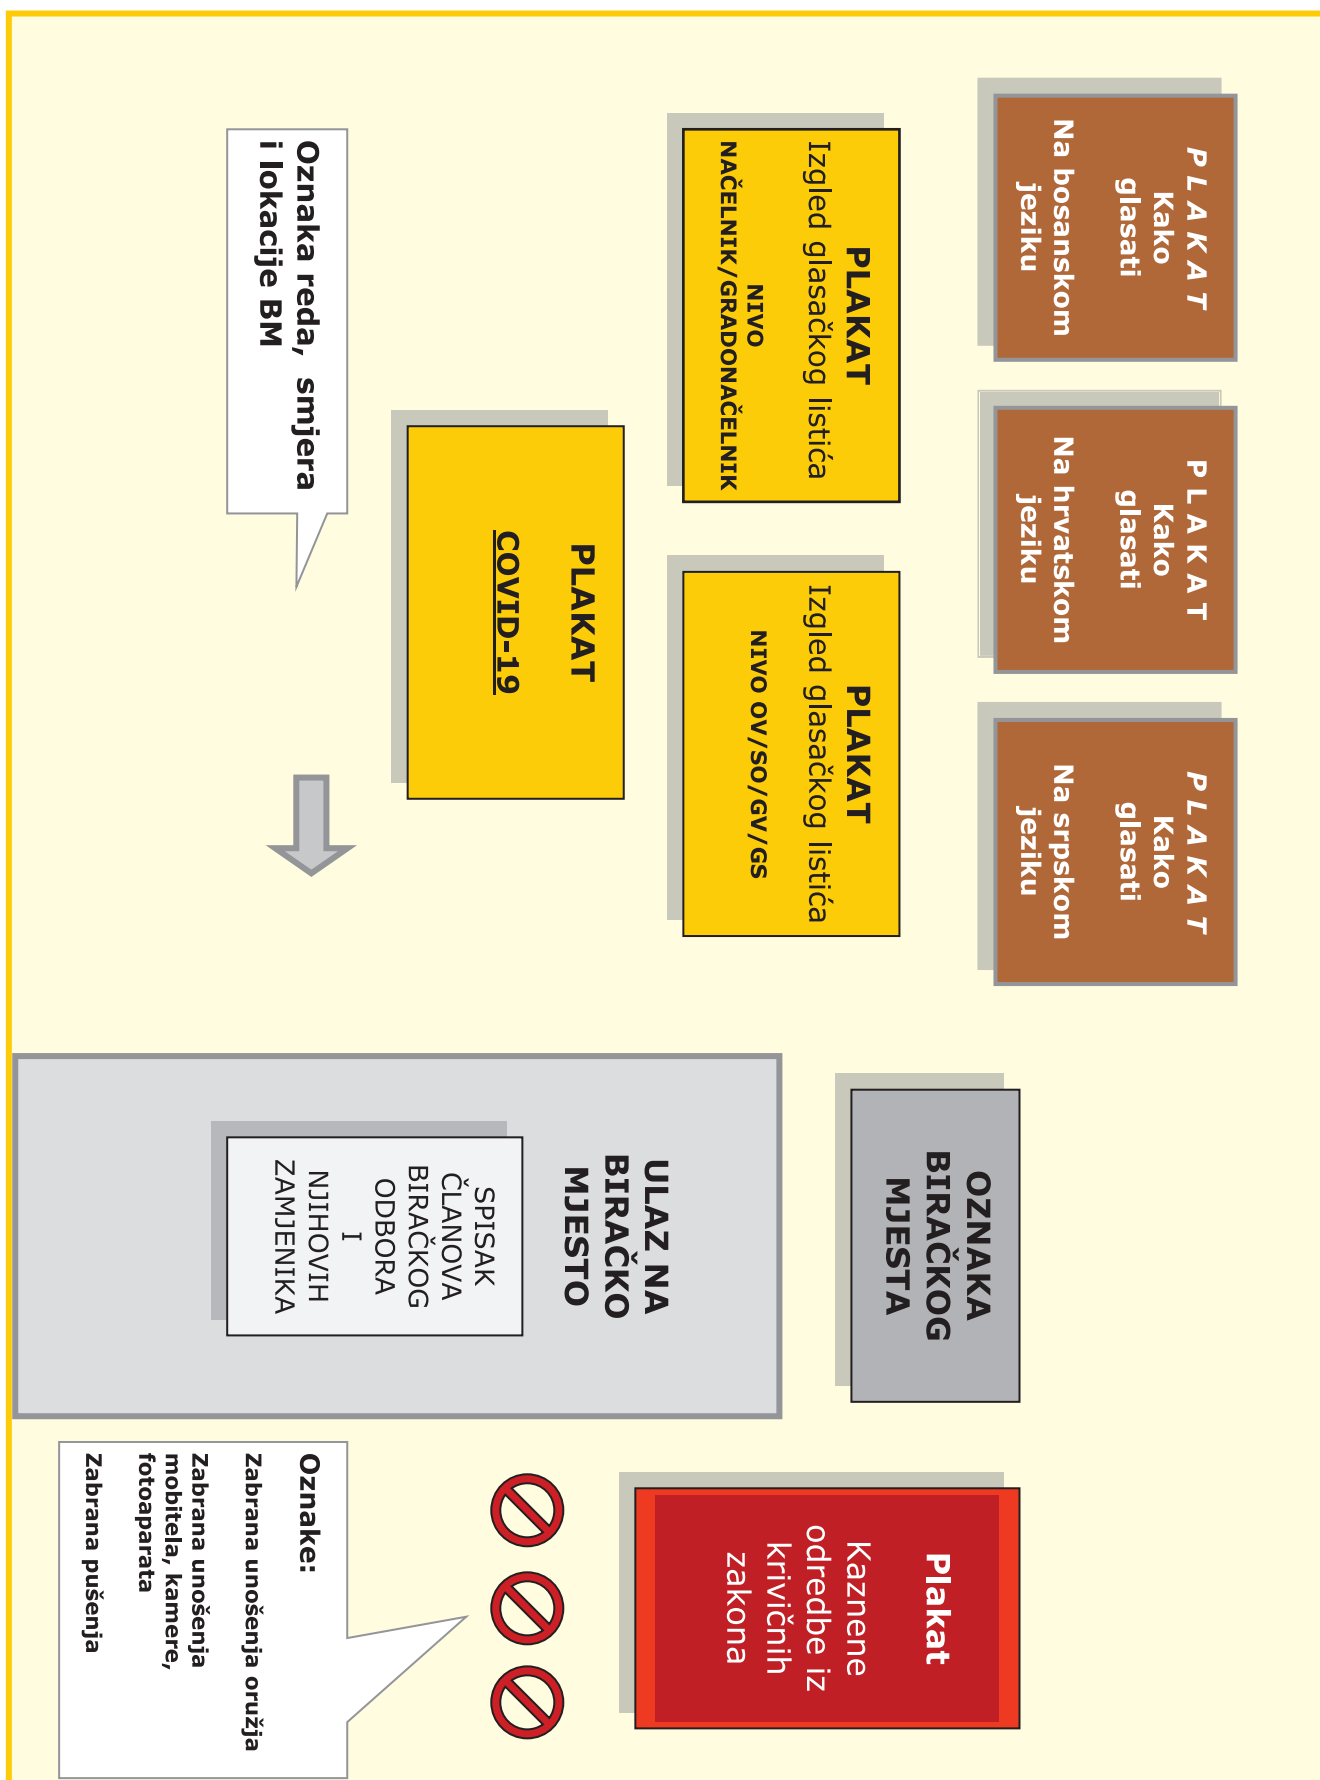 PLAKAT
Kako
glasati
Na bosanskom
jeziku
PLAKAT
Kako
glasati
Na hrvatskom
jeziku
PLAKAT
Kako
glasati
Na srpskom
jeziku
PLAKAT
Izgled glasačkog listića
NIVO
NAČELNIK/GRADONAČELNIK
PLAKAT
Izgled glasačkog listića
NIVO OV/SO/GV/GS
PLAKAT
COVID-19
Oznaka reda, smjera
i lokacije BM
OZNAKA
BIRAČKOG
MJESTA
ULAZ NA
BIRAČKO
MJESTO
SPISAK
ČLANOVA
BIRAČKOG
ODBORA
I
NJIHOVIH
ZAMJENIKA
Plakat
Kaznene
odredbe iz
krivičnih
zakona
Oznake:
Zabrana unošenja oružja
Zabrana unošenja
mobitela, kamere,
fotoaparata
Zabrana pušenja